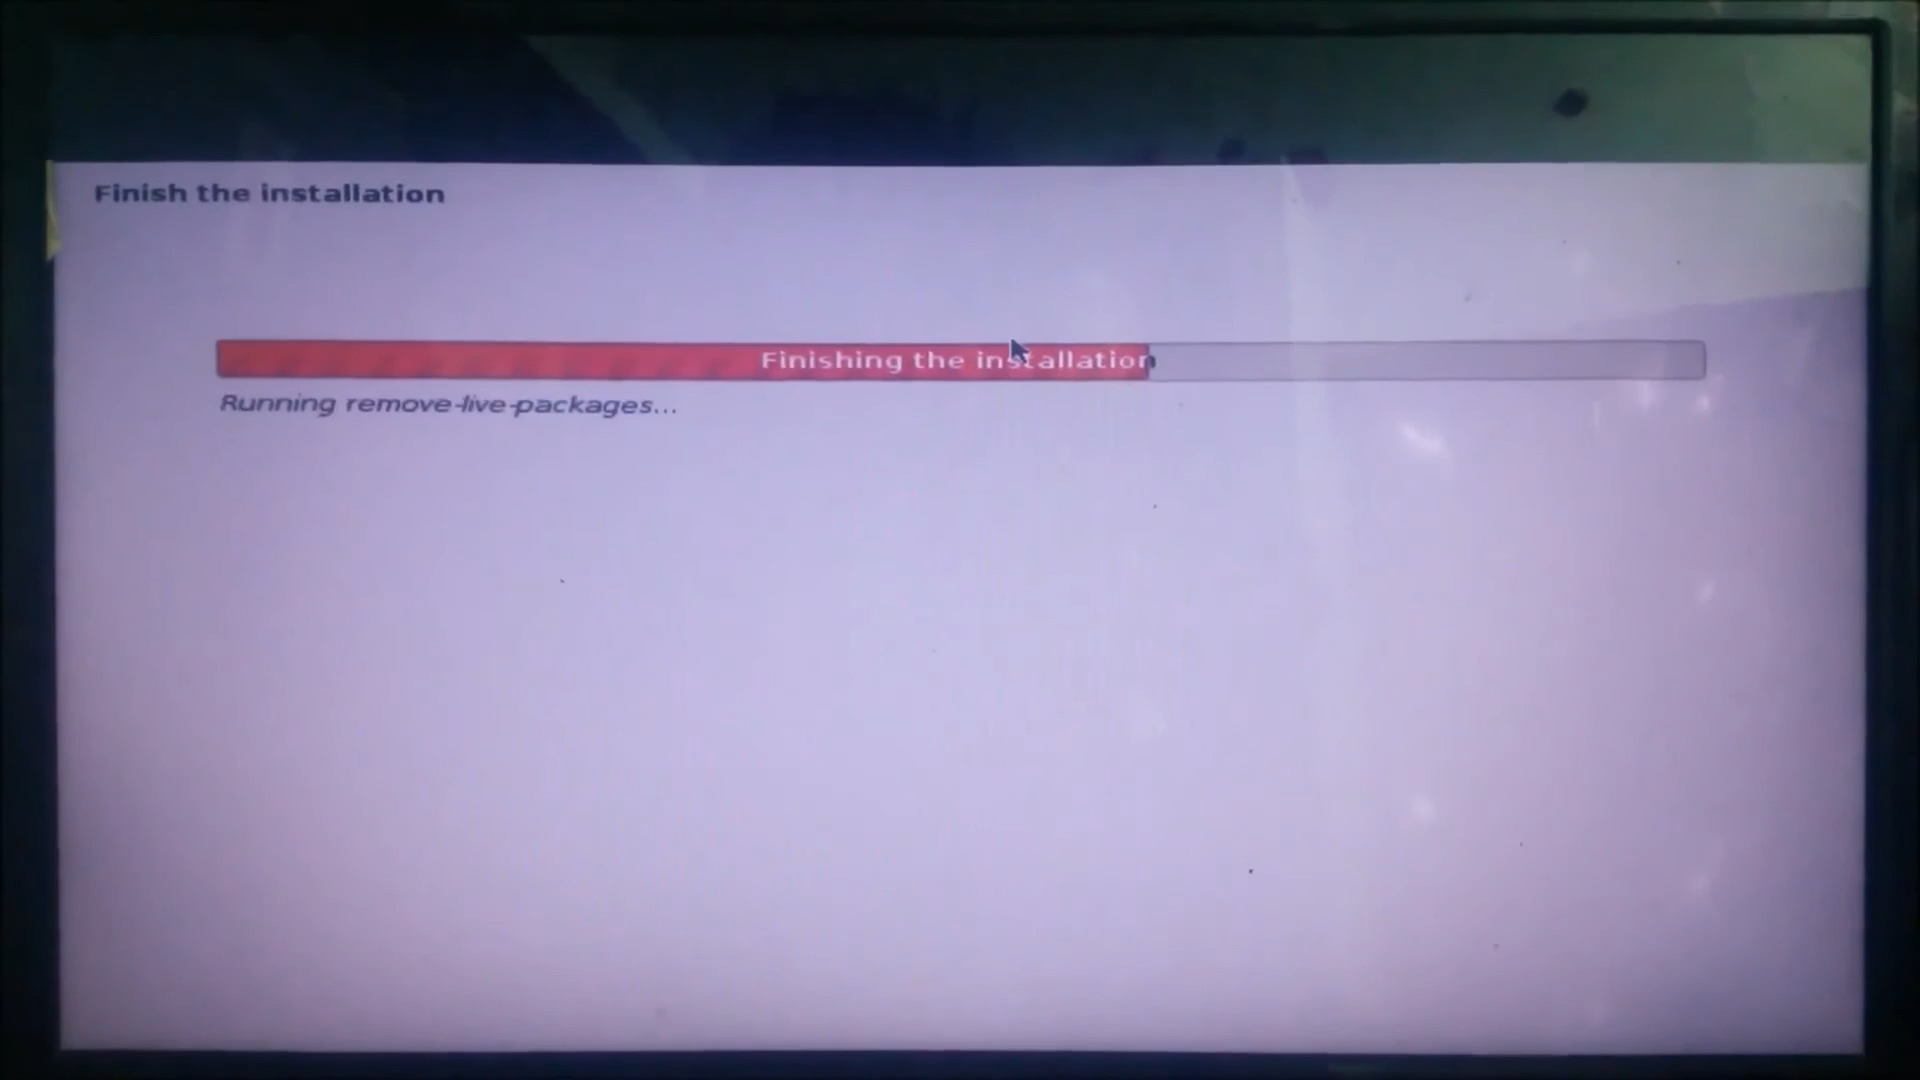 Finish the installation
Finishing the installation
Running remove-live-packages...